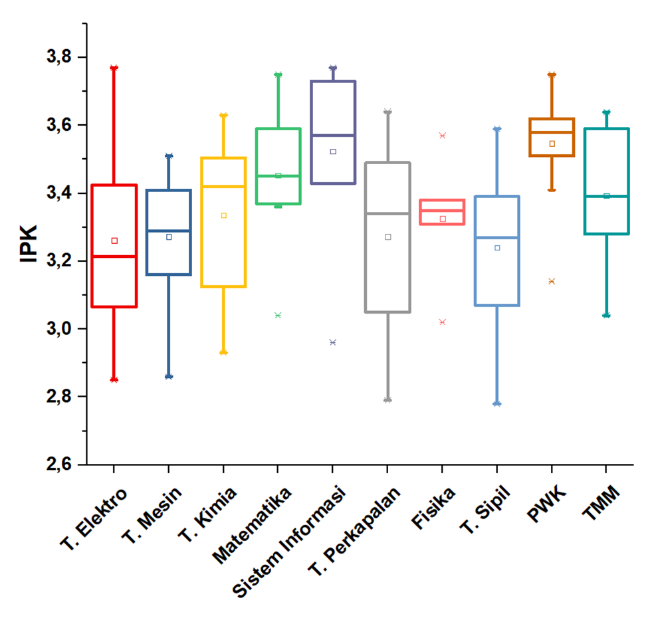 IPK
3,8
3,6
3,4
3,2
3,0
2,8
2,6
T. Elektro
T. Mesin
T. Kimia
Matematika
Sistem Informasi
T. Perkapalan
Fisika
T. Sipil
PWK
TMM